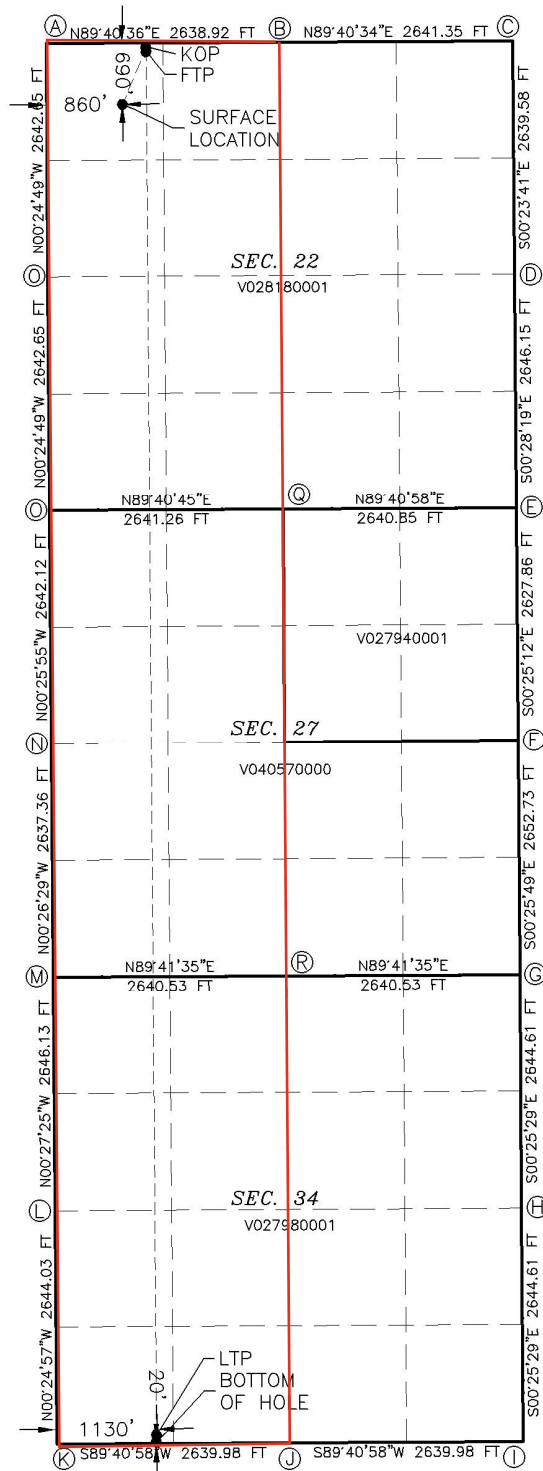 A B C
N89°40'36"E 2638.92 FT N89°40'34"E 2641.35 FT
KOP
FTP
690'
860'
SURFACE
LOCATION
N00°24'49"W 2642.65 FT
S00°23'41"E 2639.58 FT
SEC. 22
V028180001
O D
N00°24'49"W 2642.65 FT
S00°28'19"E 2646.15 FT
N89°40'45"E Q N89°40'58"E
O E
2641.26 FT 2640.85 FT
N00°25'55"W 2642.12 FT
S00°25'12"E 2627.86 FT
V027940001
SEC. 27
N F
V040570000
N00°26'29"W 2637.36 FT
S00°25'49"E 2652.73 FT
N89°41'35"E R N89°41'35"E
M G
2640.53 FT 2640.53 FT
N00°27'25"W 2646.13 FT
S00°25'29"E 2644.61 FT
SEC. 34
L H
V027980001
N00°24'57"W 2644.03 FT
S00°25'29"E 2644.61 FT
LTP
BOTTOM
OF HOLE
20'
1130'
K J I
S89°40'58"W 2639.98 FT S89°40'58"W 2639.98 FT